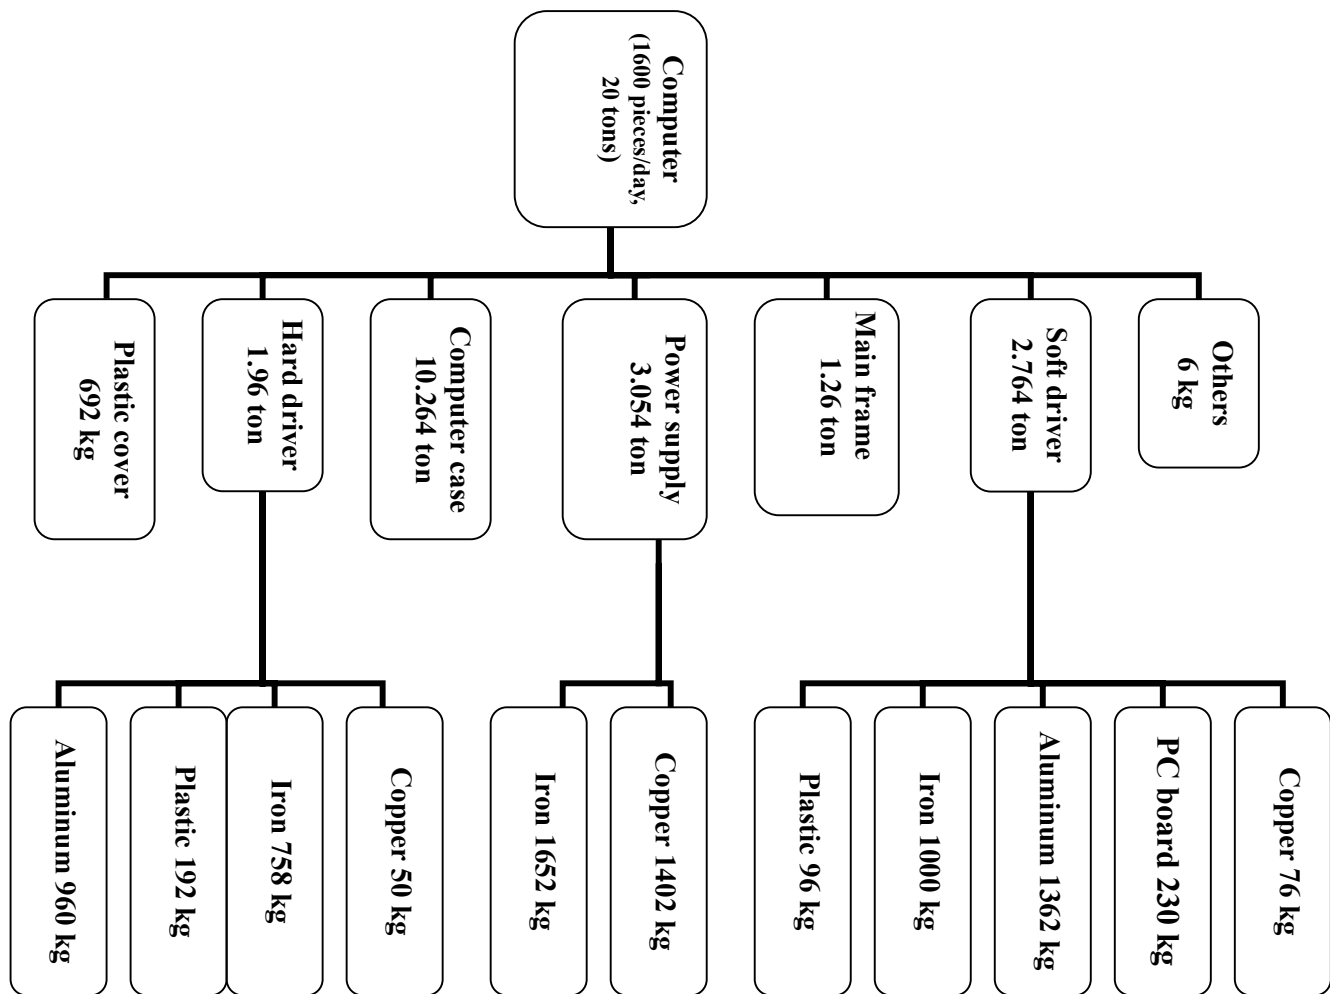 Computer
(1600 pieces/day,
20 tons)
Others
6 kg
Soft driver
2.764 ton
Main frame
1.26 ton
Power supply
3.054 ton
Computer case
10.264 ton
Hard driver
1.96 ton
Plastic cover
692 kg
Copper 76 kg
PC board 230 kg
Aluminum 1362 kg
Iron 1000 kg
Plastic 96 kg
Copper 1402 kg
Iron 1652 kg
Copper 50 kg
Iron 758 kg
Plastic 192 kg
Aluminum 960 kg